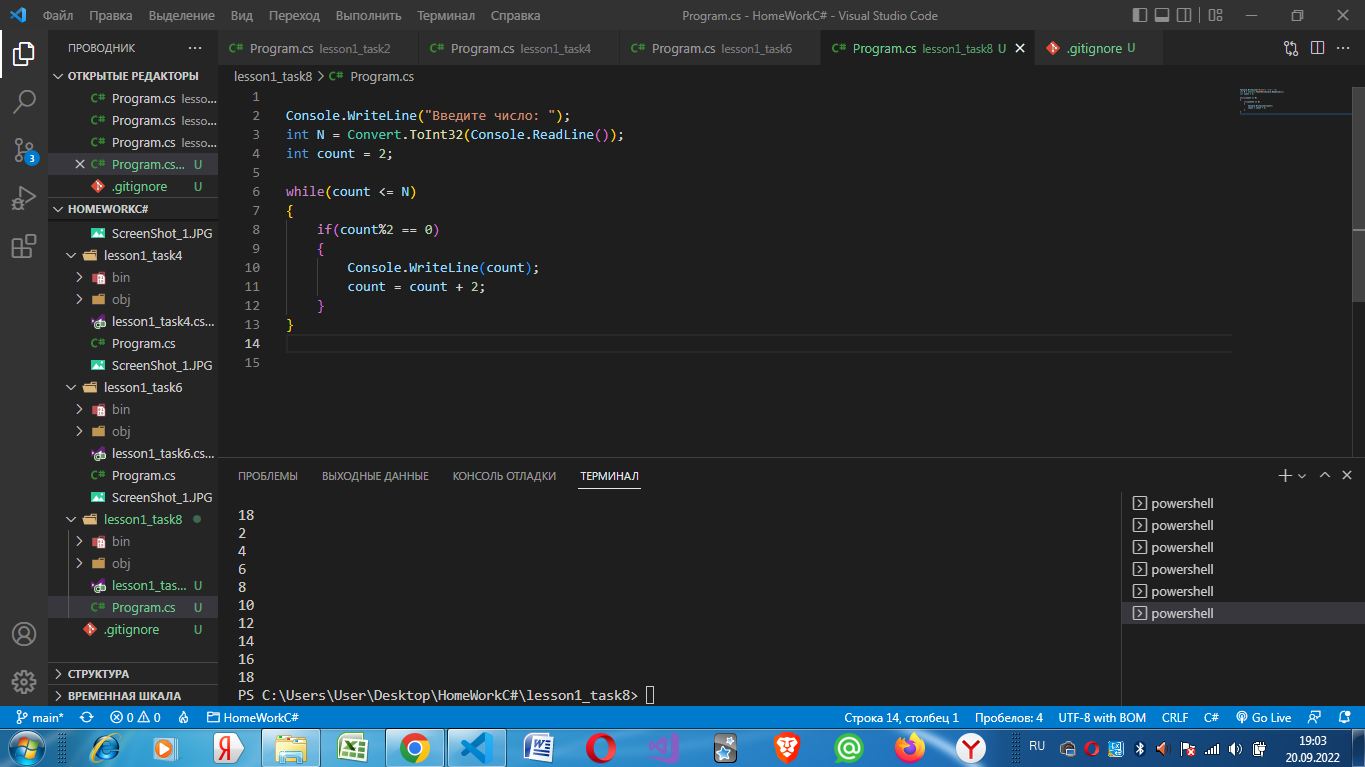 Файл Правка Выделение Вид Переход Выполнить Терминал Справка Program.cs - HomeWorkC# - Visual Studio Code
ПРОВОДНИК ...
ОТКРЫТЫЕ РЕДАКТОРЫ
C# Program.cs lesso...
C# Program.cs lesso...
C# Program.cs lesso...
C# Program.cs... U
.gitignore U
HOMEWORKC#
ScreenShot_1.JPG
lesson1_task4
bin
obj
lesson1_task4.cs...
C# Program.cs
ScreenShot_1.JPG
lesson1_task6
bin
obj
lesson1_task6.cs...
C# Program.cs
ScreenShot_1.JPG
lesson1_task8
bin
obj
lesson1_tas... U
C# Program.cs U
.gitignore U
СТРУКТУРА
ВРЕМЕННАЯ ШКАЛА
3
C# Program.cs lesson1_task2 C# Program.cs lesson1_task4 C# Program.cs lesson1_task6 C# Program.cs lesson1_task8 U .gitignore U
lesson1_task8 > C# Program.cs
1
2 Console.WriteLine("Введите число: ");
3 int N = Convert.ToInt32(Console.ReadLine());
4 int count = 2;
5
6 while(count <= N)
7 {
8 if(count%2 == 0)
9 {
10 Console.WriteLine(count);
11 count = count + 2;
12 }
13 }
14
15
ПРОБЛЕМЫ ВЫХОДНЫЕ ДАННЫЕ КОНСОЛЬ ОТЛАДКИ ТЕРМИНАЛ
18
2
4
6
8
10
12
14
16
18
PS C:\Users\User\Desktop\HomeWorkC#\lesson1_task8>
powershell
powershell
powershell
powershell
powershell
powershell
main* 0 0 HomeWorkC# Строка 14, столбец 1 Пробелов: 4 UTF-8 with BOM CRLF C# Go Live
RU 19:03
20.09.2022